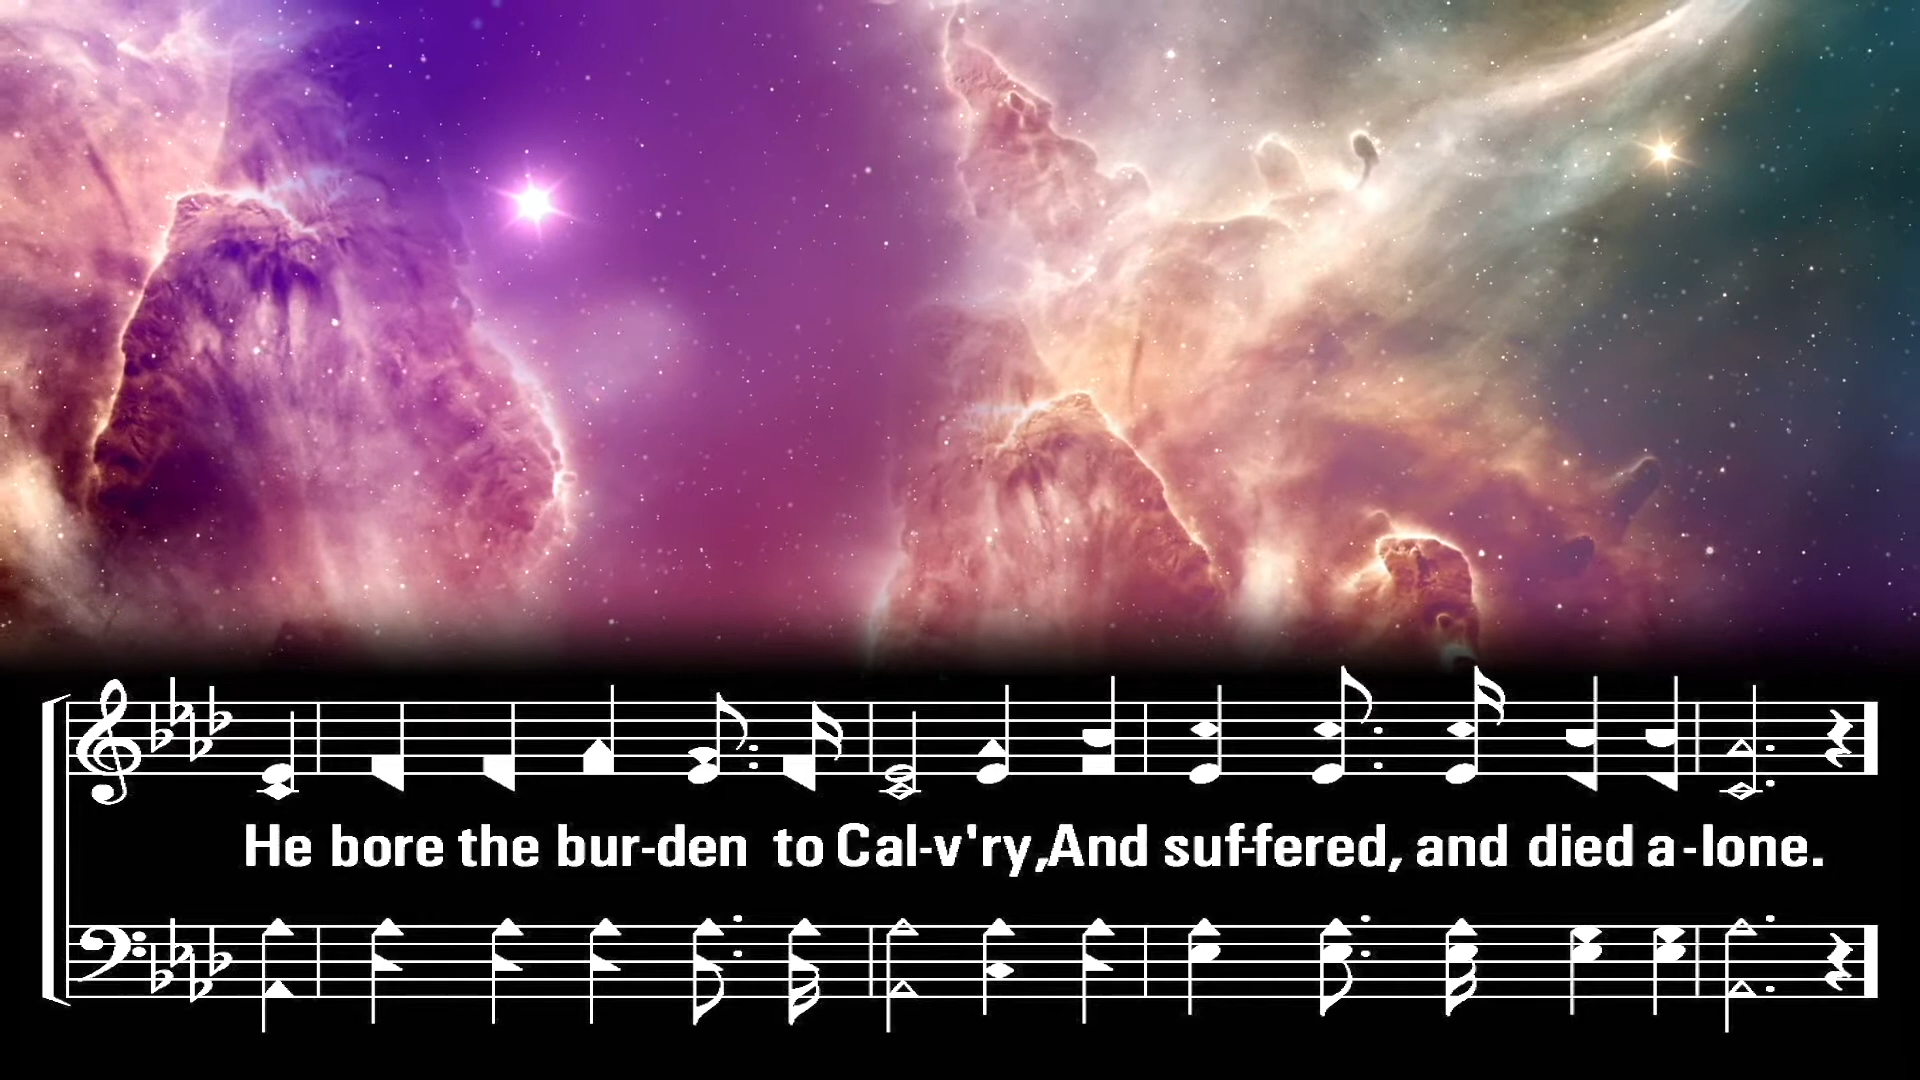 He bore the bur-den to Cal-v'ry,And suf-fered, and died a-lone.